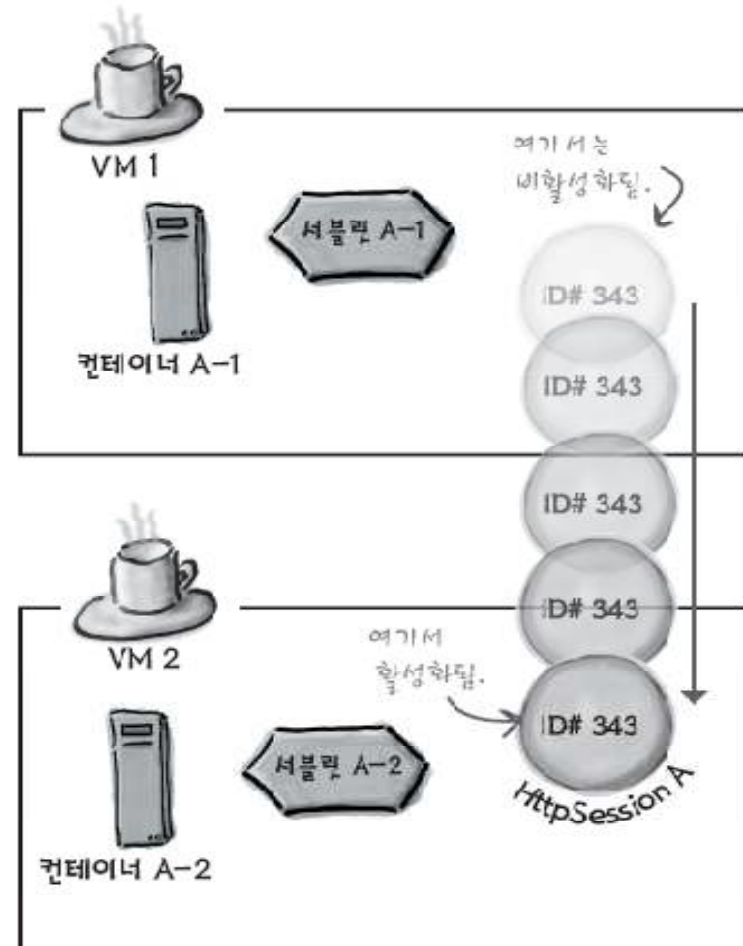 VM 1
여기서는
비활성화됨.
서블릿 A-1
ID# 343
컨테이너 A-1
ID# 343
ID# 343
VM 2
ID# 343
여기서
활성화됨.
ID# 343
서블릿 A-2
HttpSession A
컨테이너 A-2